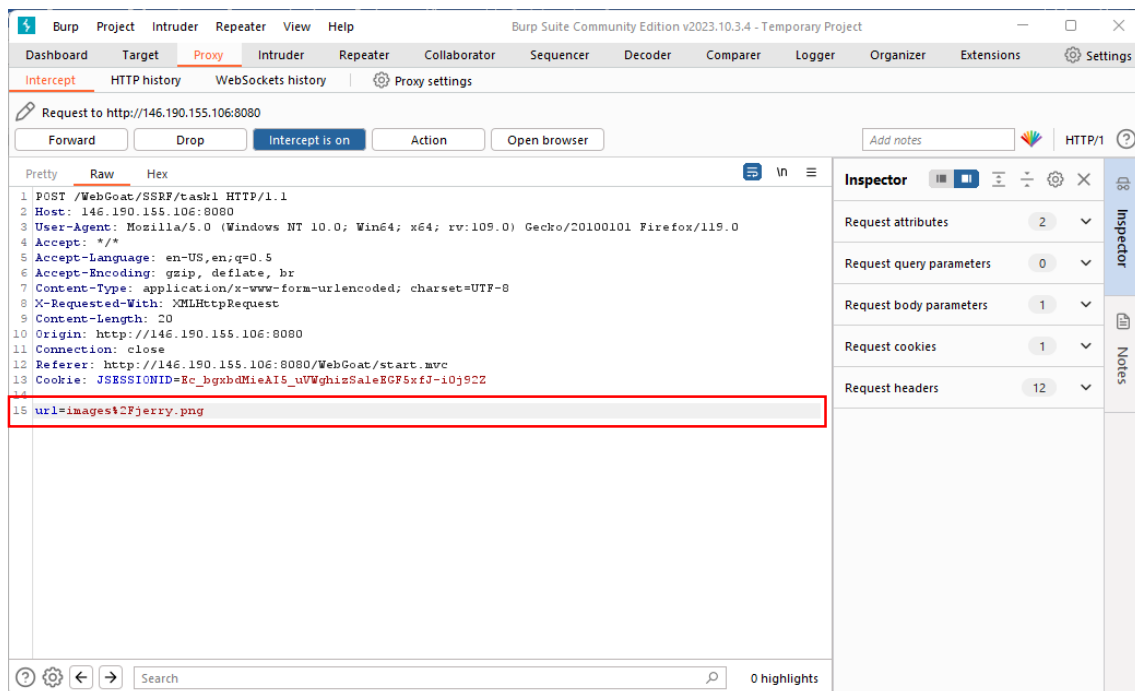 Burp Project Intruder Repeater View Help Burp Suite Community Edition v2023.10.3.4 - Temporary Project
Dashboard Target Proxy Intruder Repeater Collaborator Sequencer Decoder Comparer Logger Organizer Extensions Settings
Intercept HTTP history WebSockets history Proxy settings
Request to http://146.190.155.106:8080
Forward Drop Intercept is on Action Open browser Add notes HTTP/1
Pretty Raw Hex \n
Inspector
1 POST /WebGoat/SSRF/task1 HTTP/1.1
2 Host: 146.190.155.106:8080
3 User-Agent: Mozilla/5.0 (Windows NT 10.0; Win64; x64; rv:109.0) Gecko/20100101 Firefox/119.0
4 Accept: */*
5 Accept-Language: en-US,en;q=0.5
6 Accept-Encoding: gzip, deflate, br
7 Content-Type: application/x-www-form-urlencoded; charset=UTF-8
8 X-Requested-With: XMLHttpRequest
9 Content-Length: 20
10 Origin: http://146.190.155.106:8080
11 Connection: close
12 Referer: http://146.190.155.106:8080/WebGoat/start.mvc
13 Cookie: JSESSIONID=Ec_bgxbdMieAI5_uVWghizSaleEGF5xfJ-i0j92Z
14
15 url=images%2Fjerry.png
Request attributes 2
Request query parameters 0
Request body parameters 1
Request cookies 1
Request headers 12
Inspector
Notes
Search 0 highlights